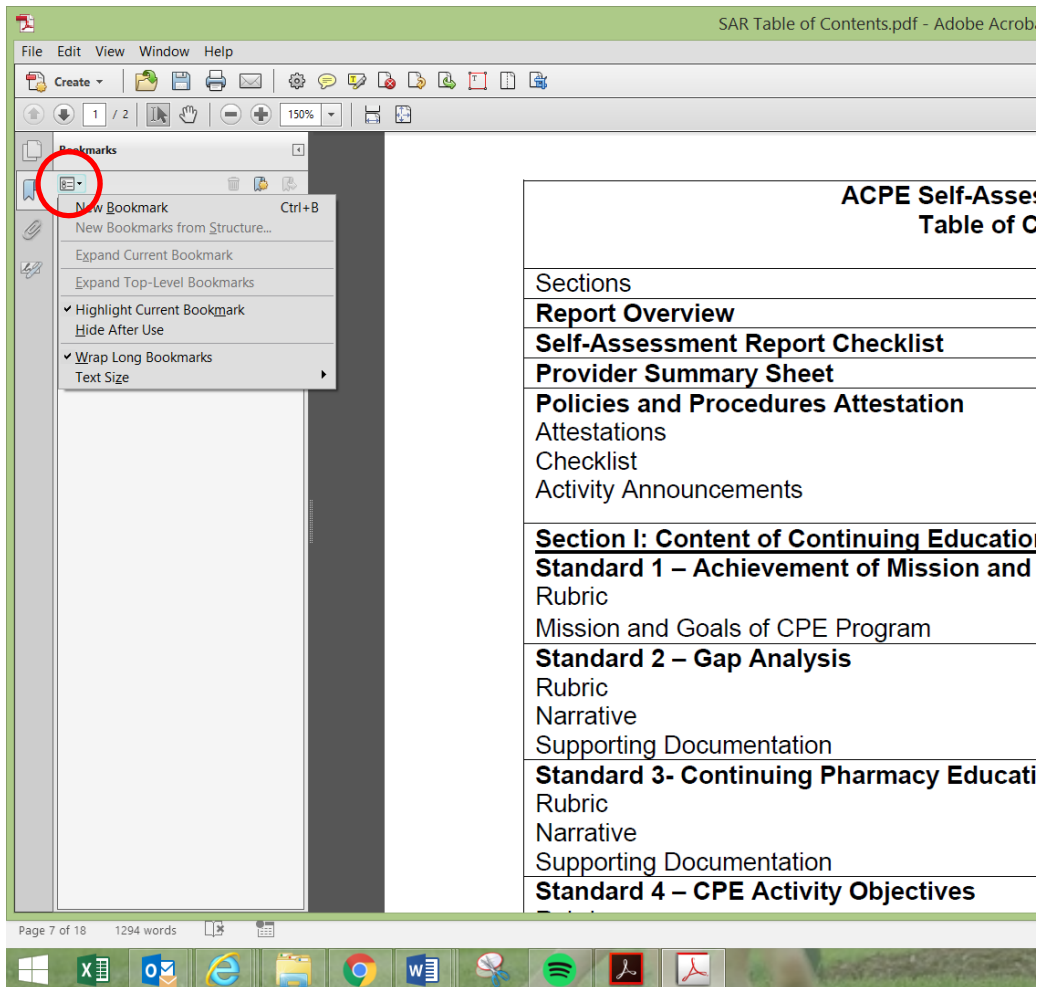 SAR Table of Contents.pdf - Adobe Acroba
File Edit View Window Help
Create
1 / 2 150%
Bookmarks
New Bookmark Ctrl+B
New Bookmarks from Structure...
Expand Current Bookmark
Expand Top-Level Bookmarks
Highlight Current Bookmark
Hide After Use
Wrap Long Bookmarks
Text Size
ACPE Self-Asses
Table of C
Sections
Report Overview
Self-Assessment Report Checklist
Provider Summary Sheet
Policies and Procedures Attestation
Attestations
Checklist
Activity Announcements
Section I: Content of Continuing Education
Standard 1 – Achievement of Mission and
Rubric
Mission and Goals of CPE Program
Standard 2 – Gap Analysis
Rubric
Narrative
Supporting Documentation
Standard 3- Continuing Pharmacy Educati
Rubric
Narrative
Supporting Documentation
Standard 4 – CPE Activity Objectives
Page 7 of 18 1294 words